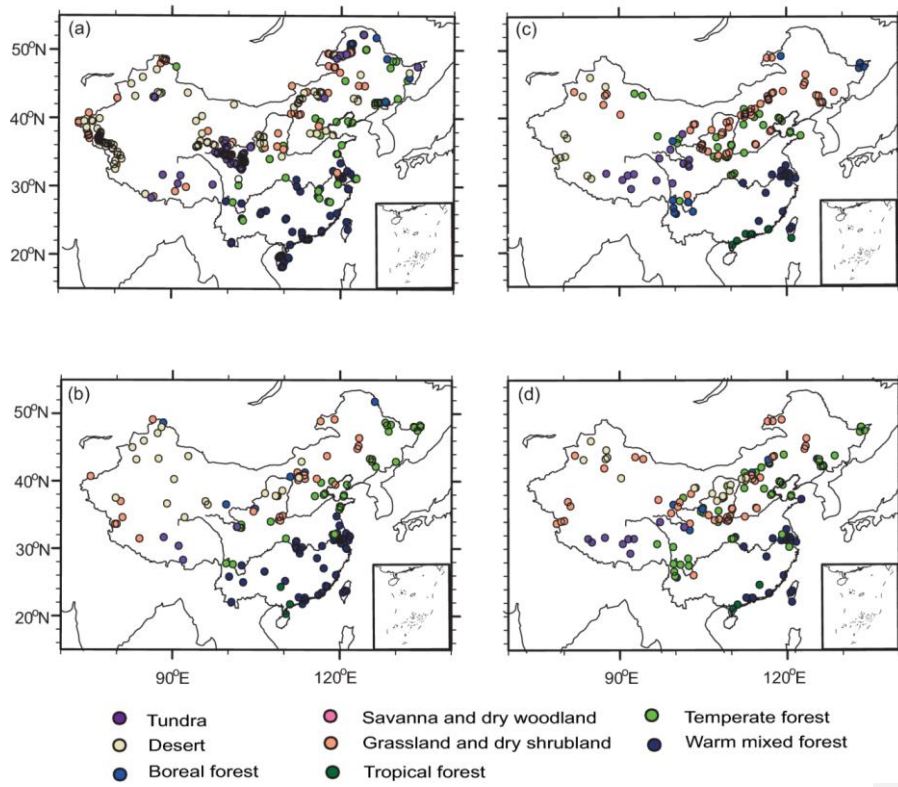 (a)
(c)
50°N
40°N
30°N
20°N
(b)
(d)
50°N
40°N
30°N
20°N
90°E
120°E
90°E
120°E
Tundra
Savanna and dry woodland
Temperate forest
Desert
Grassland and dry shrubland
Warm mixed forest
Boreal forest
Tropical forest